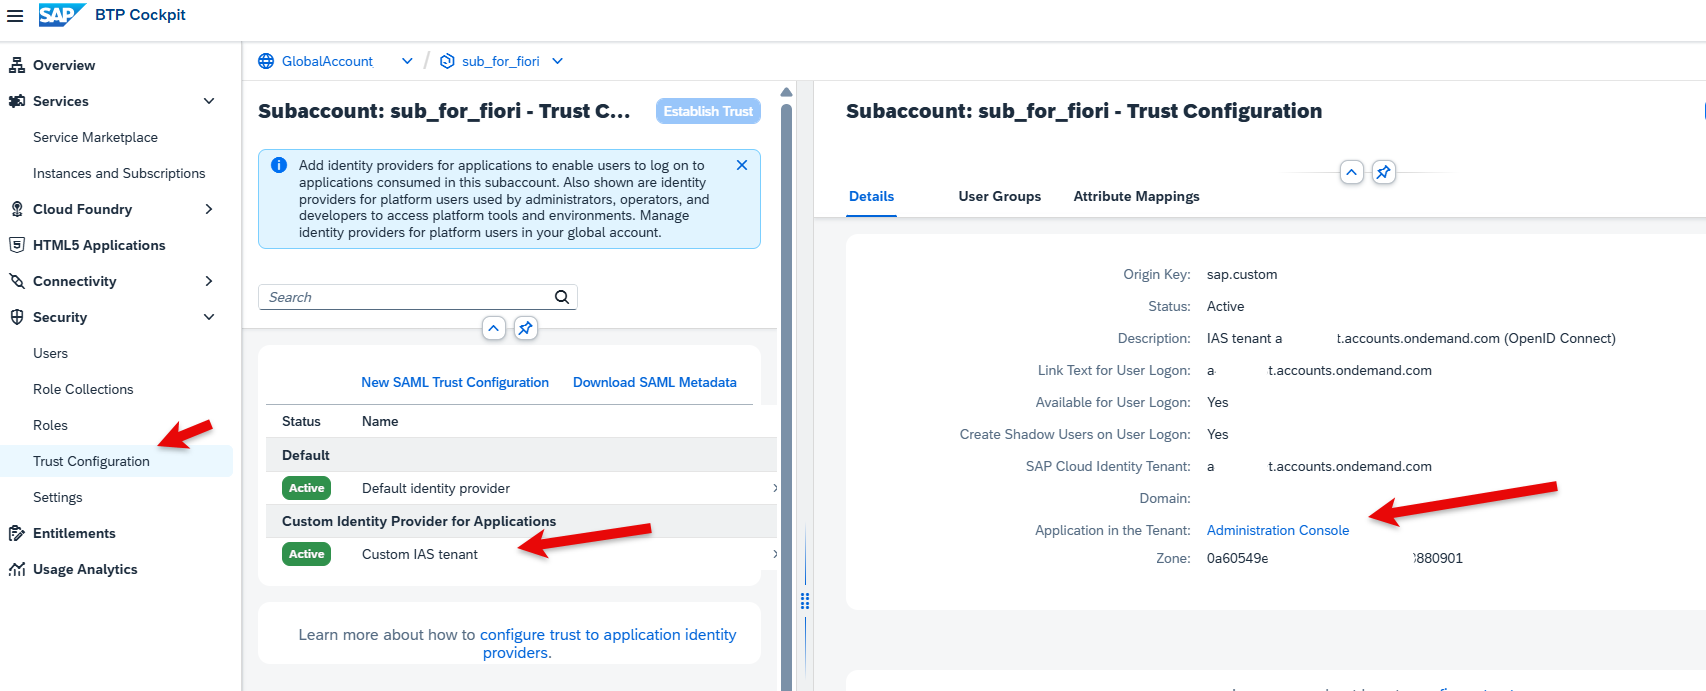 SAP BTP Cockpit
Overview
Services
Service Marketplace
Instances and Subscriptions
Cloud Foundry
HTML5 Applications
Connectivity
Security
Users
Role Collections
Roles
Trust Configuration
Settings
Entitlements
Usage Analytics
GlobalAccount / sub_for_fiori
Subaccount: sub_for_fiori - Trust C... Establish Trust
Add identity providers for applications to enable users to log on to
applications consumed in this subaccount. Also shown are identity
providers for platform users used by administrators, operators, and
developers to access platform tools and environments. Manage
identity providers for platform users in your global account.
Search
New SAML Trust Configuration Download SAML Metadata
Status Name
Default
Active Default identity provider
Custom Identity Provider for Applications
Active Custom IAS tenant
Learn more about how to configure trust to application identity
providers.
Subaccount: sub_for_fiori - Trust Configuration
Details User Groups Attribute Mappings
Origin Key: sap.custom
Status: Active
Description: IAS tenant a t.accounts.ondemand.com (OpenID Connect)
Link Text for User Logon: a t.accounts.ondemand.com
Available for User Logon: Yes
Create Shadow Users on User Logon: Yes
SAP Cloud Identity Tenant: a t.accounts.ondemand.com
Domain:
Application in the Tenant: Administration Console
Zone: 0a60549e 880901